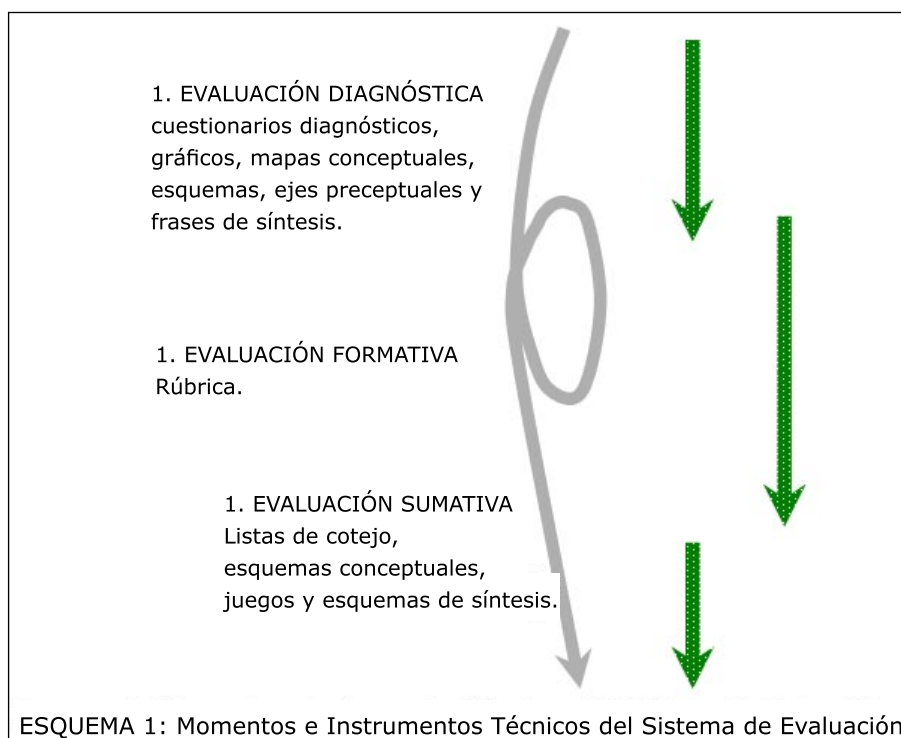 1. EVALUACIÓN DIAGNÓSTICA
cuestionarios diagnósticos,
gráficos, mapas conceptuales,
esquemas, ejes preceptuales y
frases de síntesis.
1. EVALUACIÓN FORMATIVA
Rúbrica.
1. EVALUACIÓN SUMATIVA
Listas de cotejo,
esquemas conceptuales,
juegos y esquemas de síntesis.
ESQUEMA 1: Momentos e Instrumentos Técnicos del Sistema de Evaluación